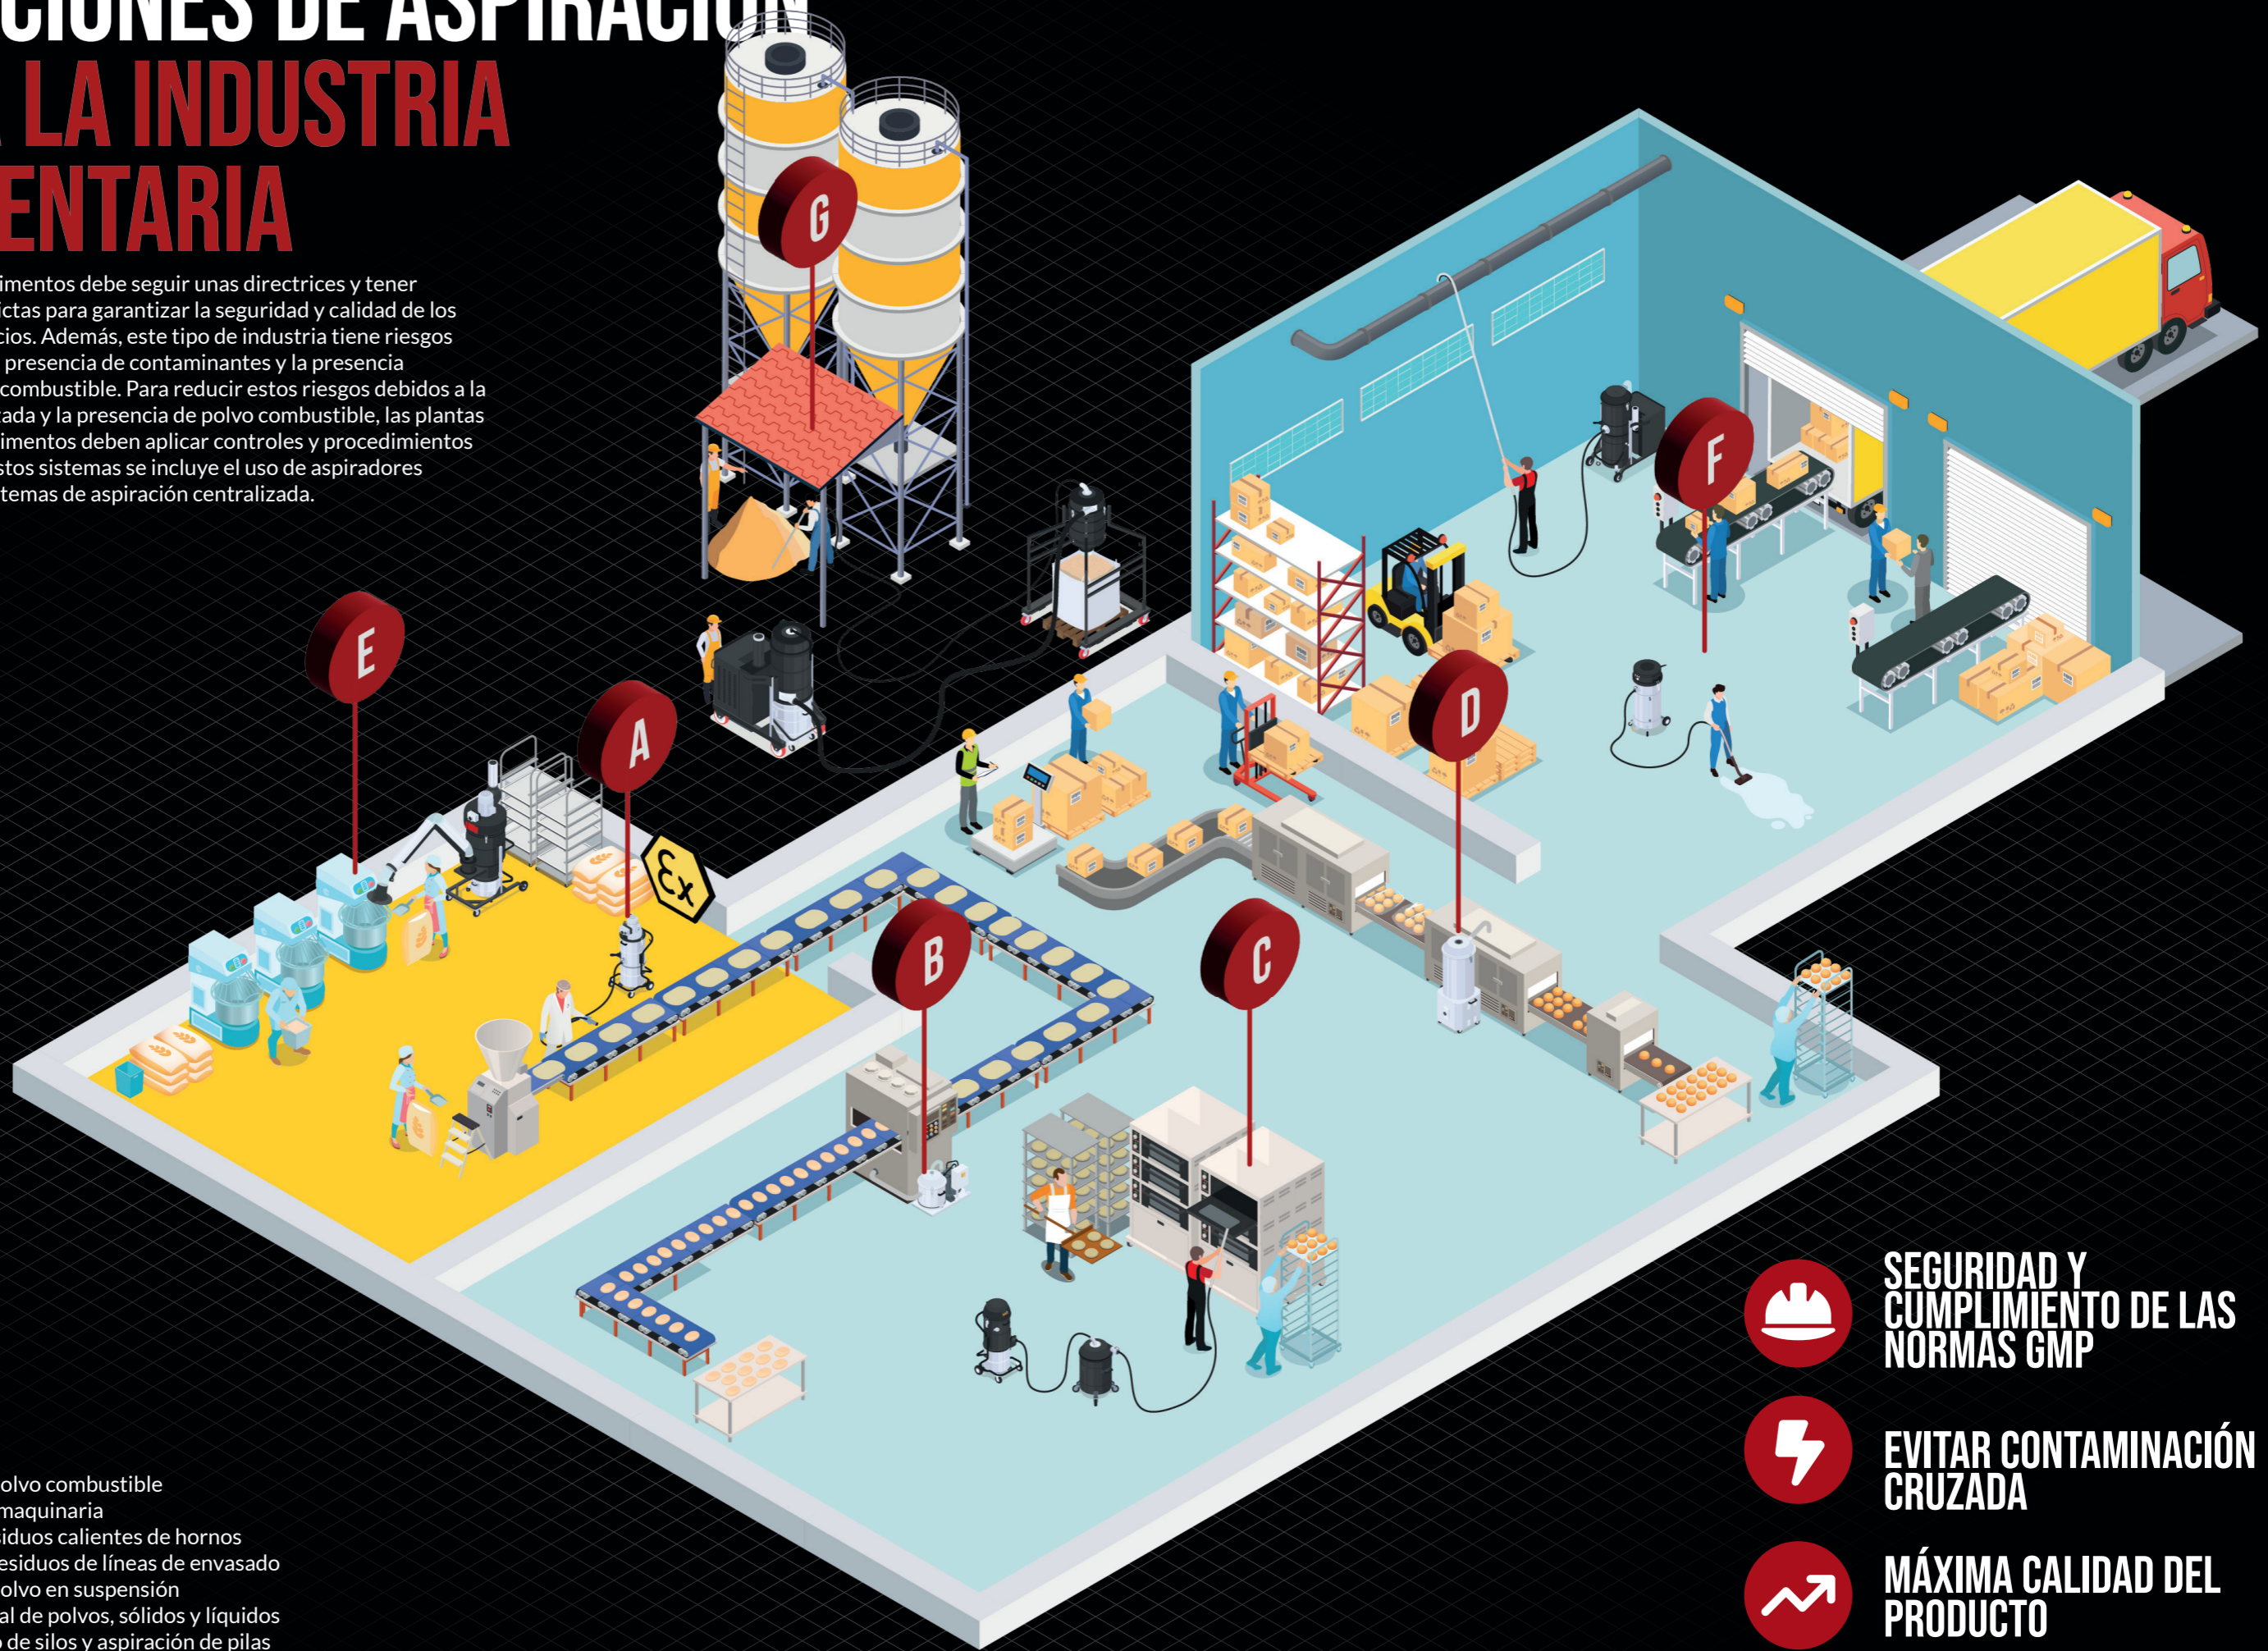 CIONES DE ASPIRACIÓN
A LA INDUSTRIA
ENTARIA
imentos debe seguir unas directrices y tener
ictas para garantizar la seguridad y calidad de los
cios. Además, este tipo de industria tiene riesgos
presencia de contaminantes y la presencia
combustible. Para reducir estos riesgos debidos a la
zada y la presencia de polvo combustible, las plantas
imentos deben aplicar controles y procedimientos
stos sistemas se incluye el uso de aspiradores
temas de aspiración centralizada.
G
F
E
A
D
Ex
B
C
SEGURIDAD Y
CUMPLIMIENTO DE LAS
NORMAS GMP
EVITAR CONTAMINACIÓN
CRUZADA
MÁXIMA CALIDAD DEL
PRODUCTO
olvo combustible
maquinaria
siduos calientes de hornos
esiduos de líneas de envasado
olvo en suspensión
al de polvos, sólidos y líquidos
o de silos y aspiración de pilas